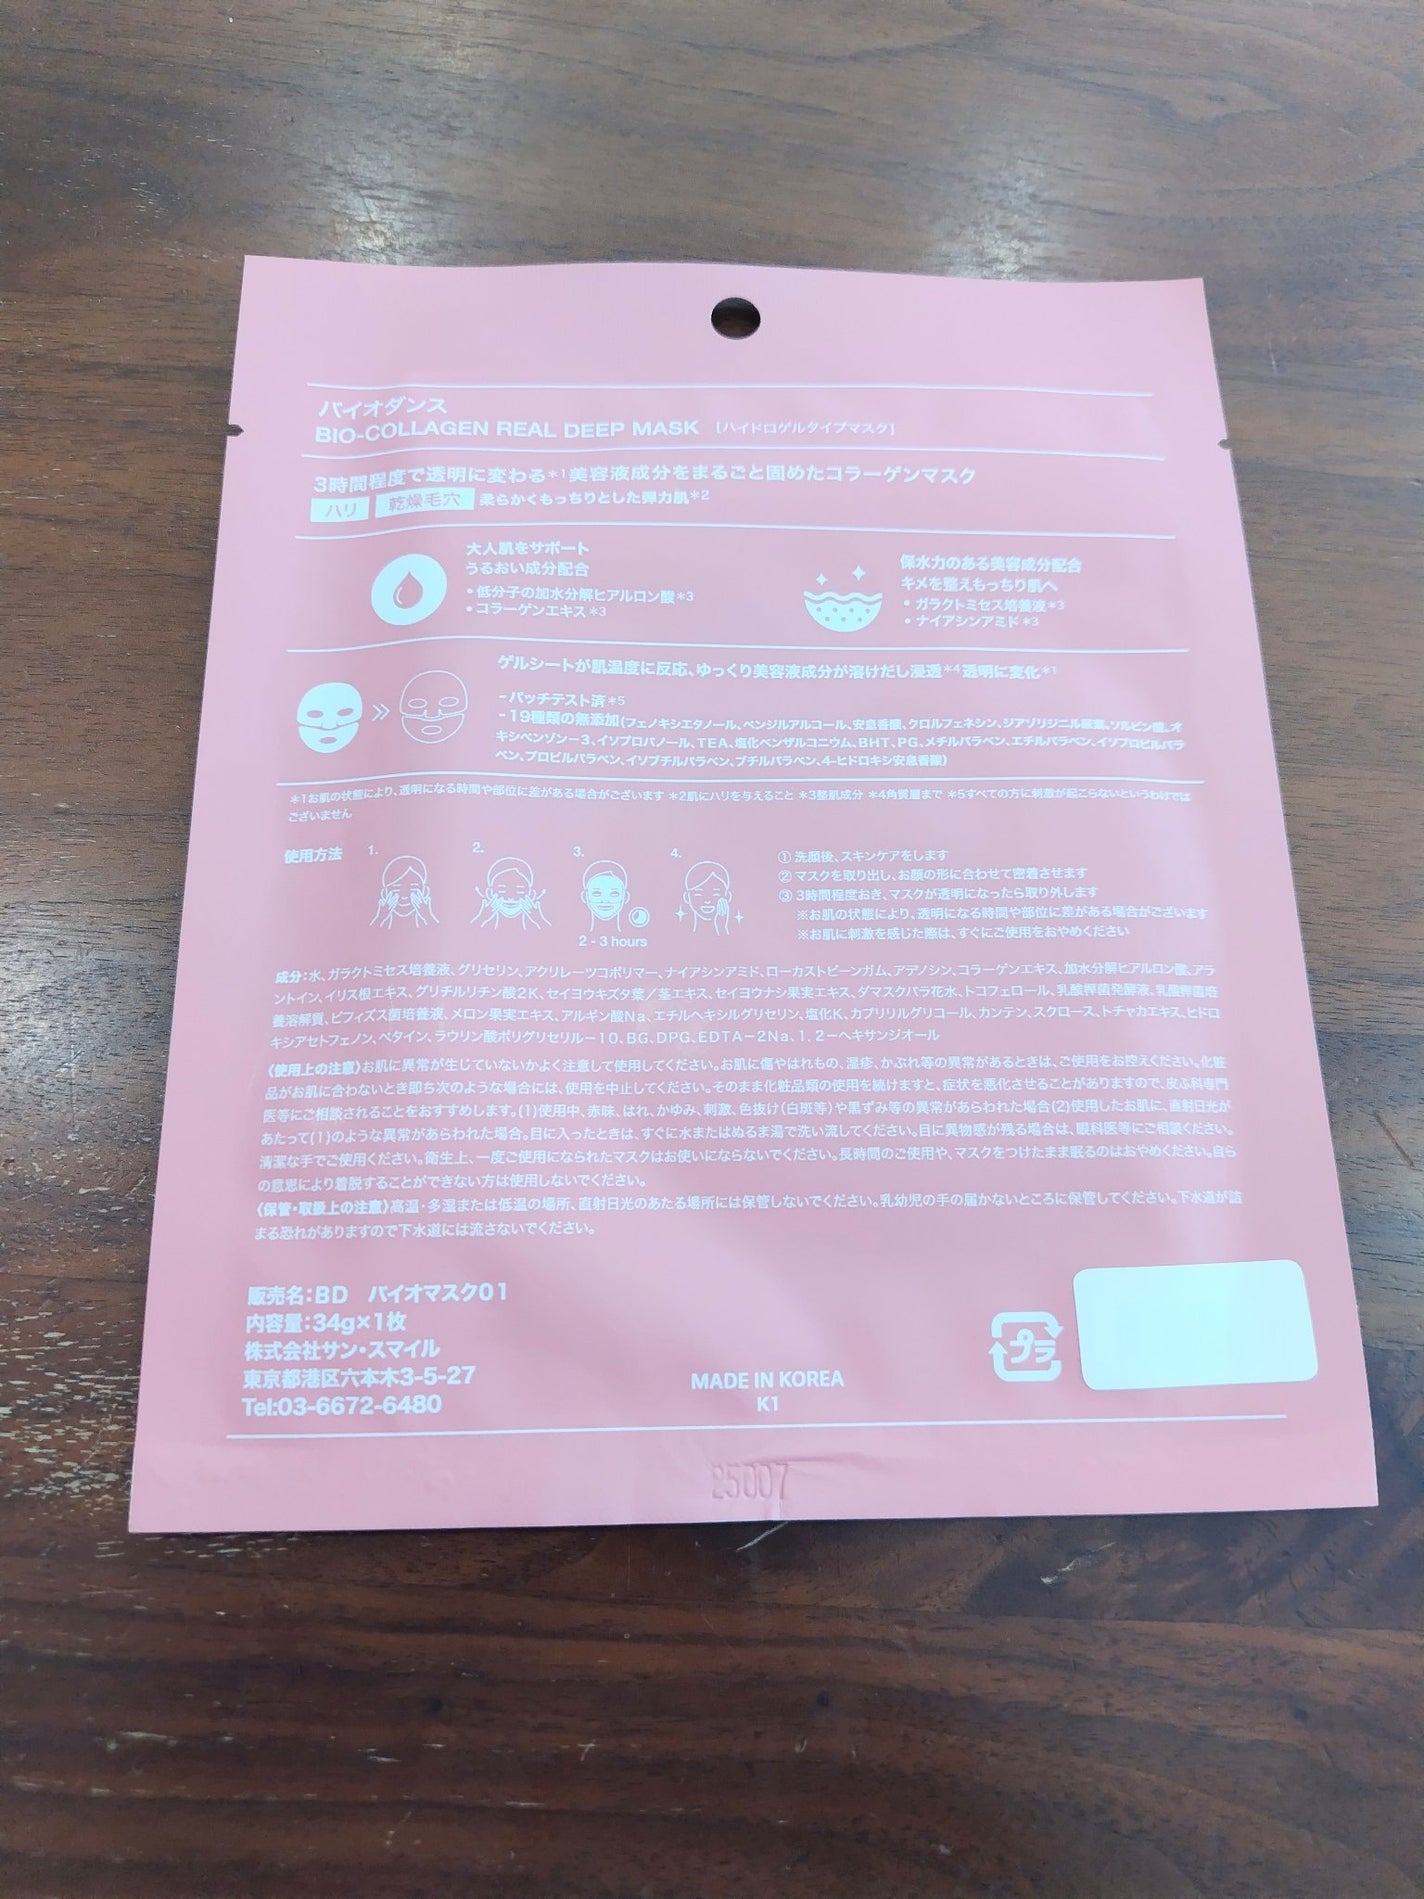 バイオダンス
BIO-COLLAGEN REAL DEEP MASK [ハイドロゲルタイプマスク]
3時間程度で透明に変わる*1美容液成分をまるごと固めたコラーゲンマスク
ハリ 乾燥毛穴 柔らかくもっちりとした弾力肌*2
大人肌をサポート
うるおい成分配合
・低分子の加水分解ヒアルロン酸*3
・コラーゲンエキス*3
保水力のある美容成分配合
キメを整えもっちり肌へ
・ガラクトミセス培養液*3
・ナイアシンアミド*3
ゲルシートが肌温度に反応、ゆっくり美容液成分が溶けだし浸透*4透明に変化*1
-パッチテスト済*5
-19種類の無添加(フェノキシエタノール、ベンジルアルコール、安息香酸、クロルフェネシン、ジアゾリジニル尿素、ソルビン酸、オ
キシベンゾン-3、イソプロパノール、TEA、塩化ベンザルコニウム、BHT、PG、メチルパラベン、エチルパラベン、イソプロピルパラ
ベン、プロピルパラベン、イソブチルパラベン、ブチルパラベン、4-ヒドロキシ安息香酸)
*1お肌の状態により、透明になる時間や部位に差がある場合がございます *2肌にハリを与えること *3整肌成分 *4角質層まで *5すべての方に刺激が起こらないというわけでは
ございません
使用方法 1. 2. 3. 4.
2-3 hours
① 洗顔後、スキンケアをします
② マスクを取り出し、お顔の形に合わせて密着させます
③ 3時間程度おき、マスクが透明になったら取り外します
※お肌の状態により、透明になる時間や部位に差がある場合がございます
※お肌に刺激を感じた際は、すぐにご使用をおやめください
成分:水、ガラクトミセス培養液、グリセリン、アクリレーツコポリマー、ナイアシンアミド、ローカストビーンガム、アデノシン、コラーゲンエキス、加水分解ヒアルロン酸、アラ
ントイン、イリス根エキス、グリチルリチン酸2K、セイヨウキズタ葉/茎エキス、セイヨウナシ果実エキス、ダマスクバラ花水、トコフェロール、乳酸桿菌発酵液、乳酸桿菌培
養溶解質、ビフィズス菌培養液、メロン果実エキス、アルギン酸Na、エチルヘキシルグリセリン、塩化K、カプリリルグリコール、カンテン、スクロース、トチャカエキス、ヒドロ
キシアセトフェノン、ベタイン、ラウリン酸ポリグリセリル-10、BG、DPG、EDTA-2Na、1、2-ヘキサンジオール
〈使用上の注意〉お肌に異常が生じていないかよく注意して使用してください。お肌に傷やはれもの、湿疹、かぶれ等の異常があるときは、ご使用をお控えください。化粧
品がお肌に合わないとき即ち次のような場合には、使用を中止してください。そのまま化粧品類の使用を続けますと、症状を悪化させることがありますので、皮ふ科専門
医等にご相談されることをおすすめします。(1)使用中、赤味、はれ、かゆみ、刺激、色抜け(白斑等)や黒ずみ等の異常があらわれた場合(2)使用したお肌に、直射日光が
あたって(1)のような異常があらわれた場合。目に入ったときは、すぐに水またはぬるま湯で洗い流してください。目に異物感が残る場合は、眼科医等にご相談ください。
清潔な手でご使用ください。衛生上、一度ご使用になられたマスクはお使いにならないでください。長時間のご使用や、マスクをつけたまま眠るのはおやめください。自ら
の意思により着脱することができない方は使用しないでください。
〈保管・取扱上の注意〉高温・多湿または低温の場所、直射日光のあたる場所には保管しないでください。乳幼児の手の届かないところに保管してください。下水道が詰
まる恐れがありますので下水道には流さないでください。
販売名:BD バイオマスク01
内容量:34g×1枚
株式会社サン・スマイル
東京都港区六本木3-5-27
Tel:03-6672-6480
MADE IN KOREA
K1
プラ
25007